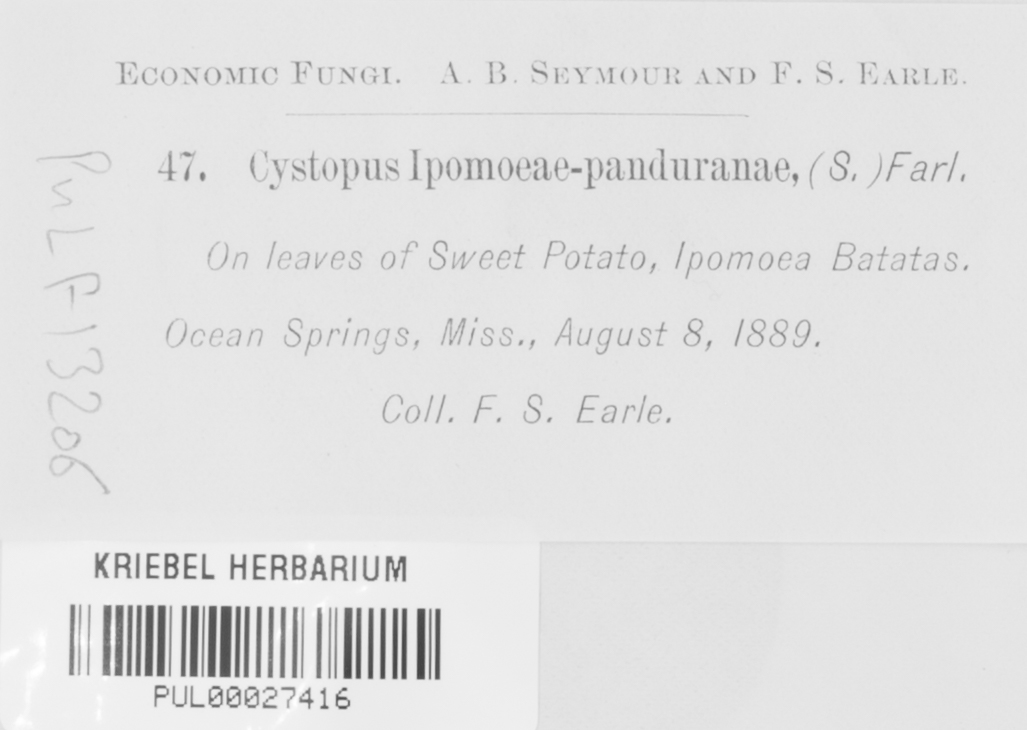 ECONOMIC FUNGI. A. B. SEYMOUR AND F. S. EARLE.
47. Cystopus Ipomoeae-panduranae, (S.) Farl.
On leaves of Sweet Potato, Ipomoea Batatas.
Ocean Springs, Miss., August 8, 1889.
Coll. F. S. Earle.
PUL F-13206
KRIEBEL HERBARIUM
PUL00027416